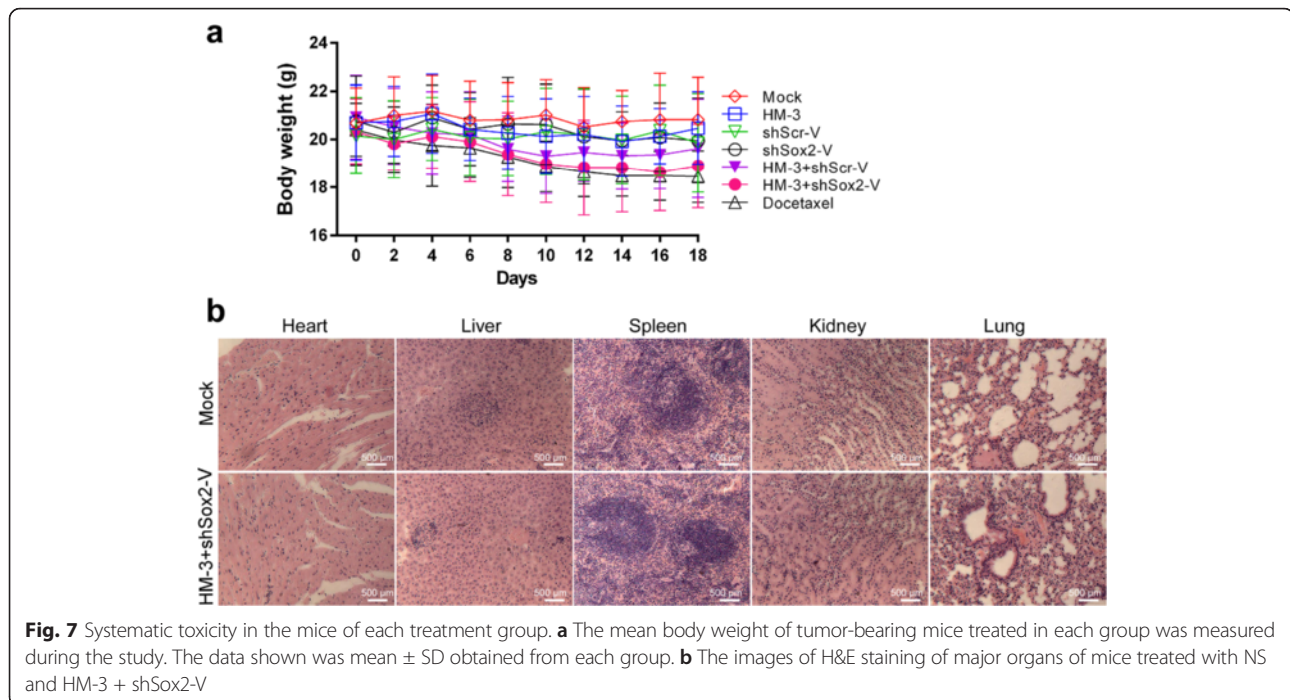 a
24
22
20
18
16
Body weight (g)
0 2 4 6 8 10 12 14 16 18
Days
Mock
HM-3
shScr-V
shSox2-V
HM-3+shScr-V
HM-3+shSox2-V
Docetaxel
b
Heart Liver Spleen Kidney Lung
Mock
500 µm 500 µm 500 µm 500 µm 500 µm
HM-3+shSox2-V
500 µm 500 µm 500 µm 500 µm 500 µm
Fig. 7 Systematic toxicity in the mice of each treatment group. a The mean body weight of tumor-bearing mice treated in each group was measured
during the study. The data shown was mean ± SD obtained from each group. b The images of H&E staining of major organs of mice treated with NS
and HM-3 + shSox2-V